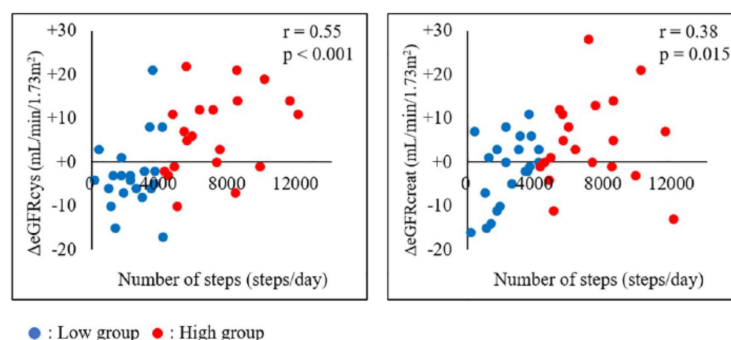 +30
+20
+10
+0
-10
-20
0
4000
8000
12000
r = 0.55
p < 0.001
ΔeGFRcys (mL/min/1.73m²)
Number of steps (steps/day)
+30
+20
+10
+0
-10
-20
0
4000
8000
12000
r = 0.38
p = 0.015
ΔeGFRcreat (mL/min/1.73m²)
Number of steps (steps/day)
: Low group
: High group